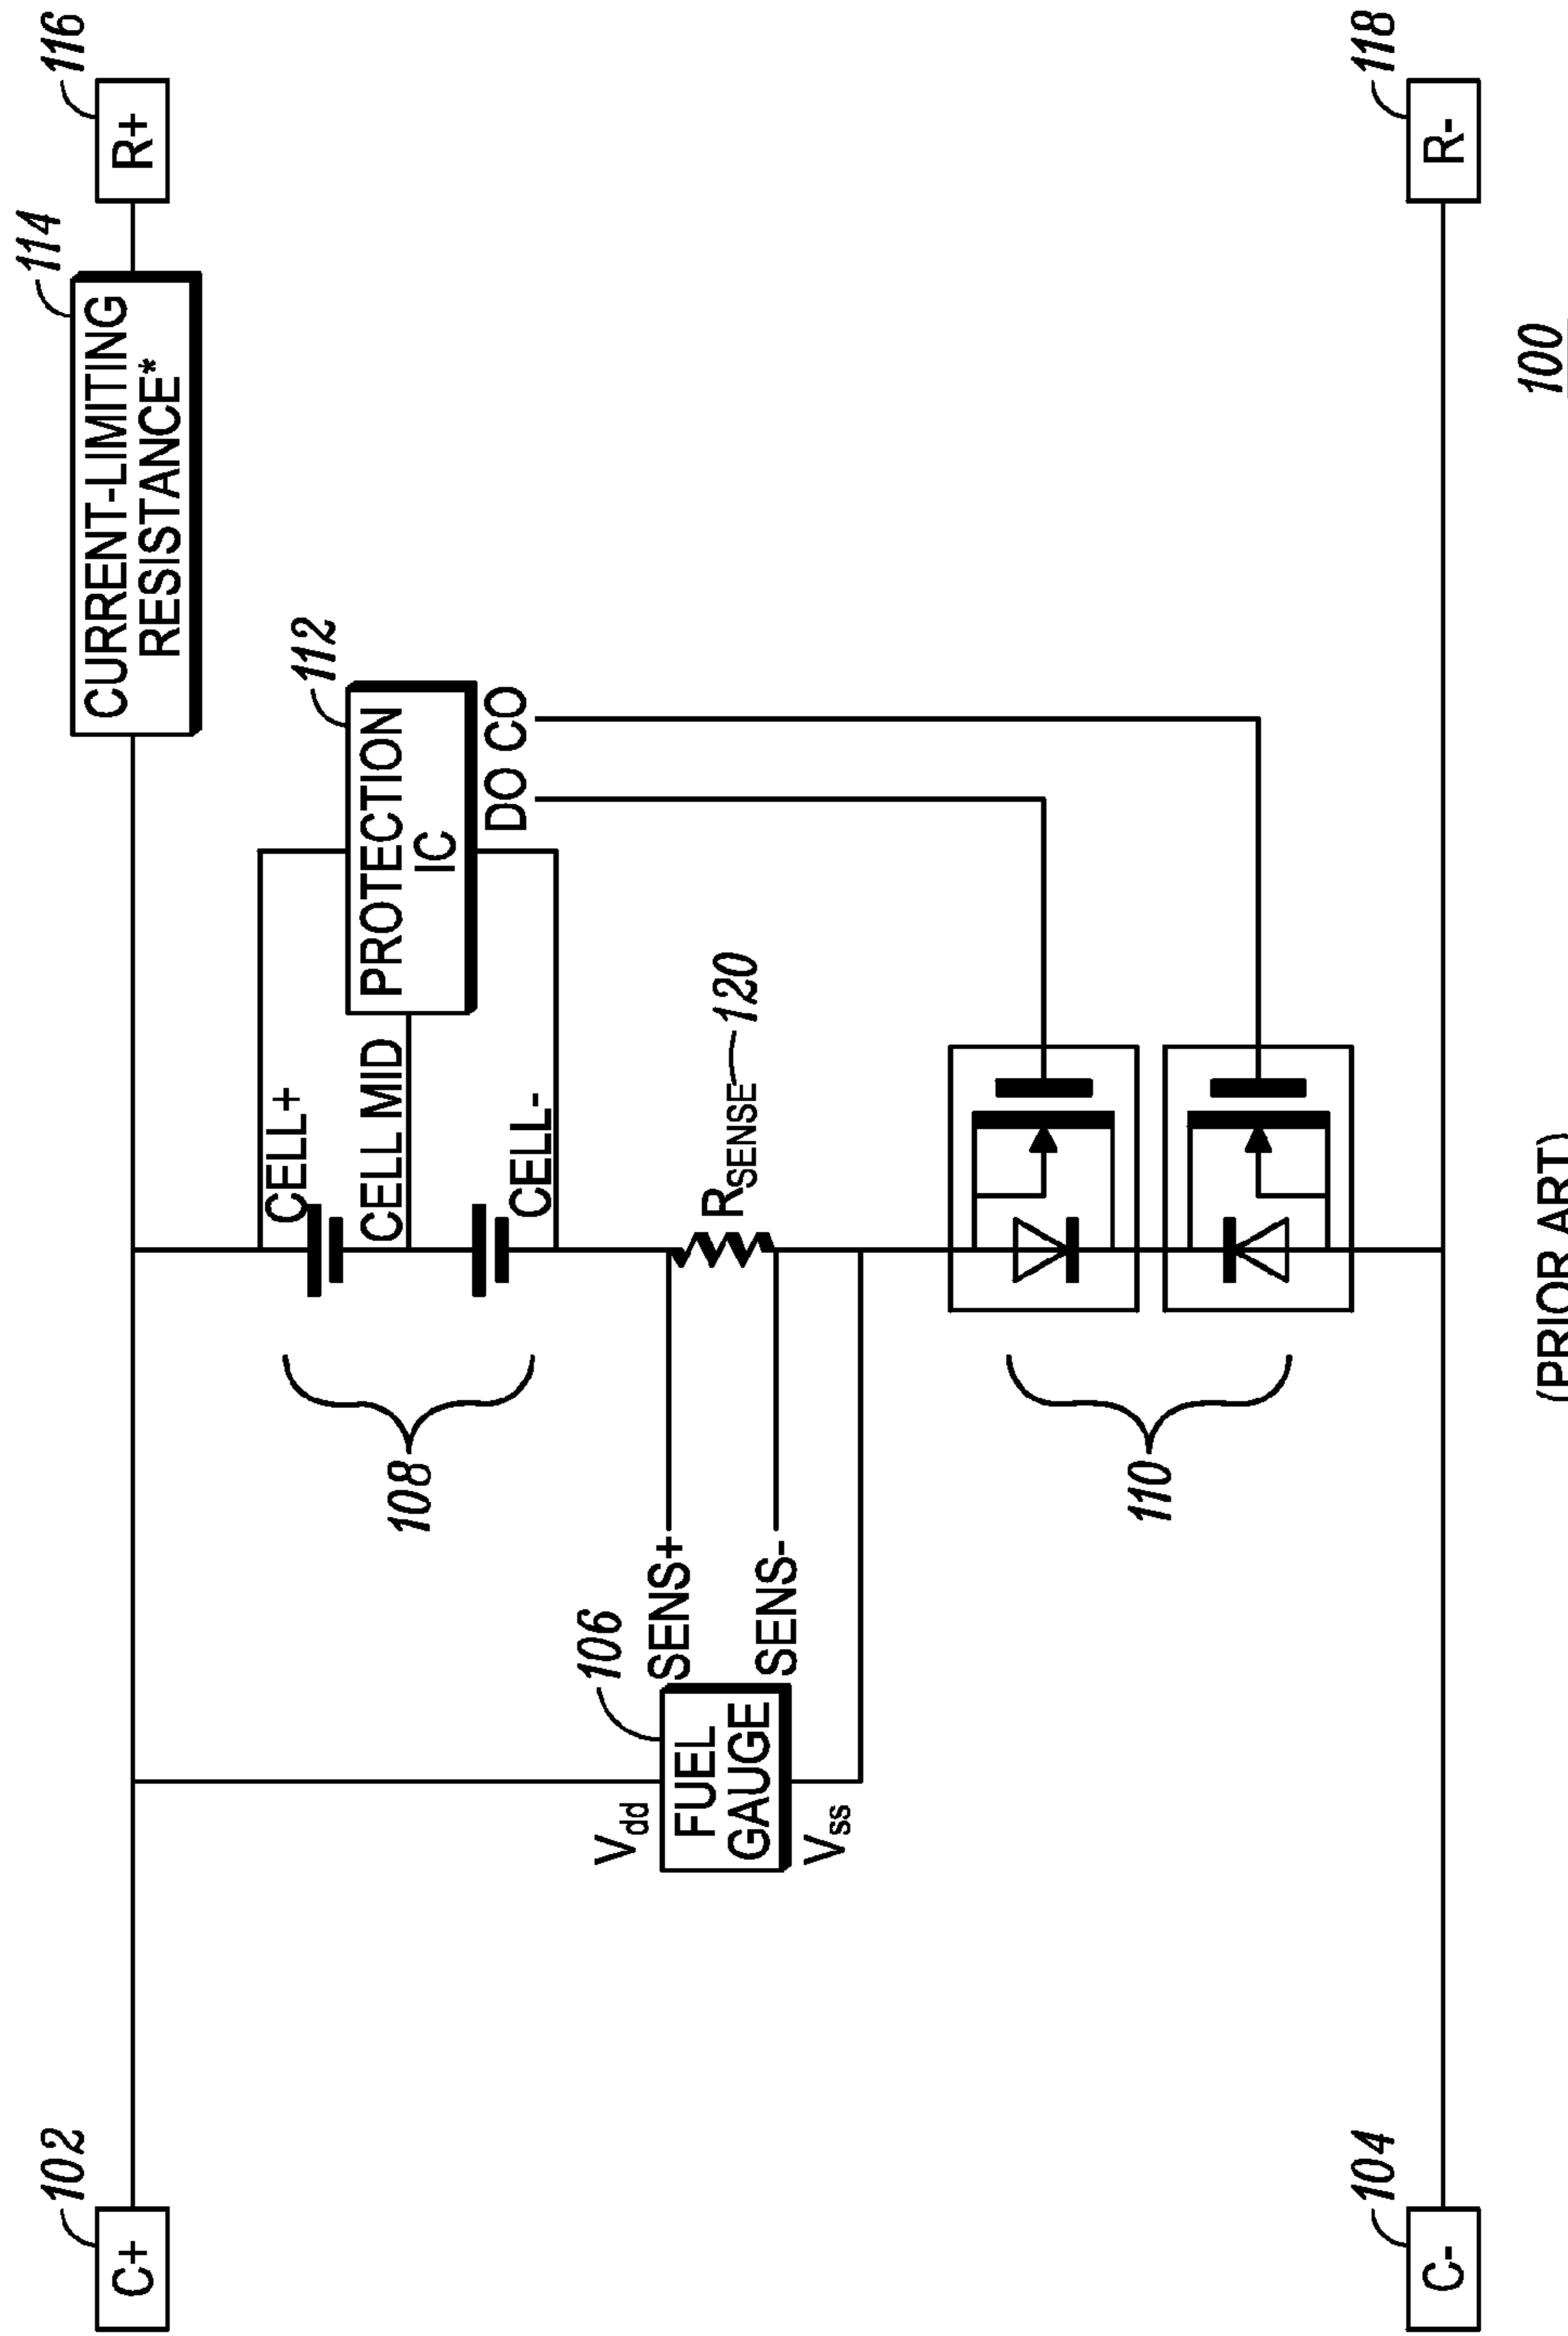 102
C+
114
CURRENT-LIMITING
RESISTANCE*
116
R+
CELL+
112
PROTECTION
IC
CELL MID
108
CELL-
DO CO
106
Vdd
FUEL
GAUGE
Vss
SENS+
SENS-
RSENSE
120
110
104
C-
118
R-
100
(PRIOR ART)